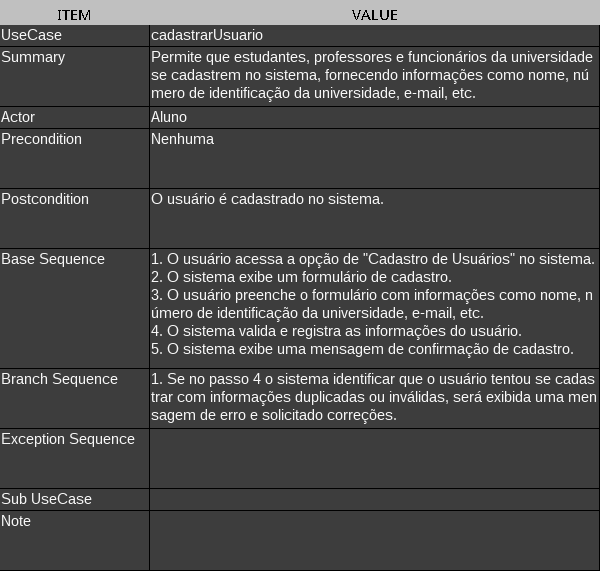 ITEM VALUE
UseCase cadastrarUsuario
Summary Permite que estudantes, professores e funcionários da universidade
se cadastrem no sistema, fornecendo informações como nome, nú
mero de identificação da universidade, e-mail, etc.
Actor Aluno
Precondition Nenhuma
Postcondition O usuário é cadastrado no sistema.
Base Sequence 1. O usuário acessa a opção de "Cadastro de Usuários" no sistema.
2. O sistema exibe um formulário de cadastro.
3. O usuário preenche o formulário com informações como nome, n
úmero de identificação da universidade, e-mail, etc.
4. O sistema valida e registra as informações do usuário.
5. O sistema exibe uma mensagem de confirmação de cadastro.
Branch Sequence 1. Se no passo 4 o sistema identificar que o usuário tentou se cadas
trar com informações duplicadas ou inválidas, será exibida uma men
sagem de erro e solicitado correções.
Exception Sequence
Sub UseCase
Note